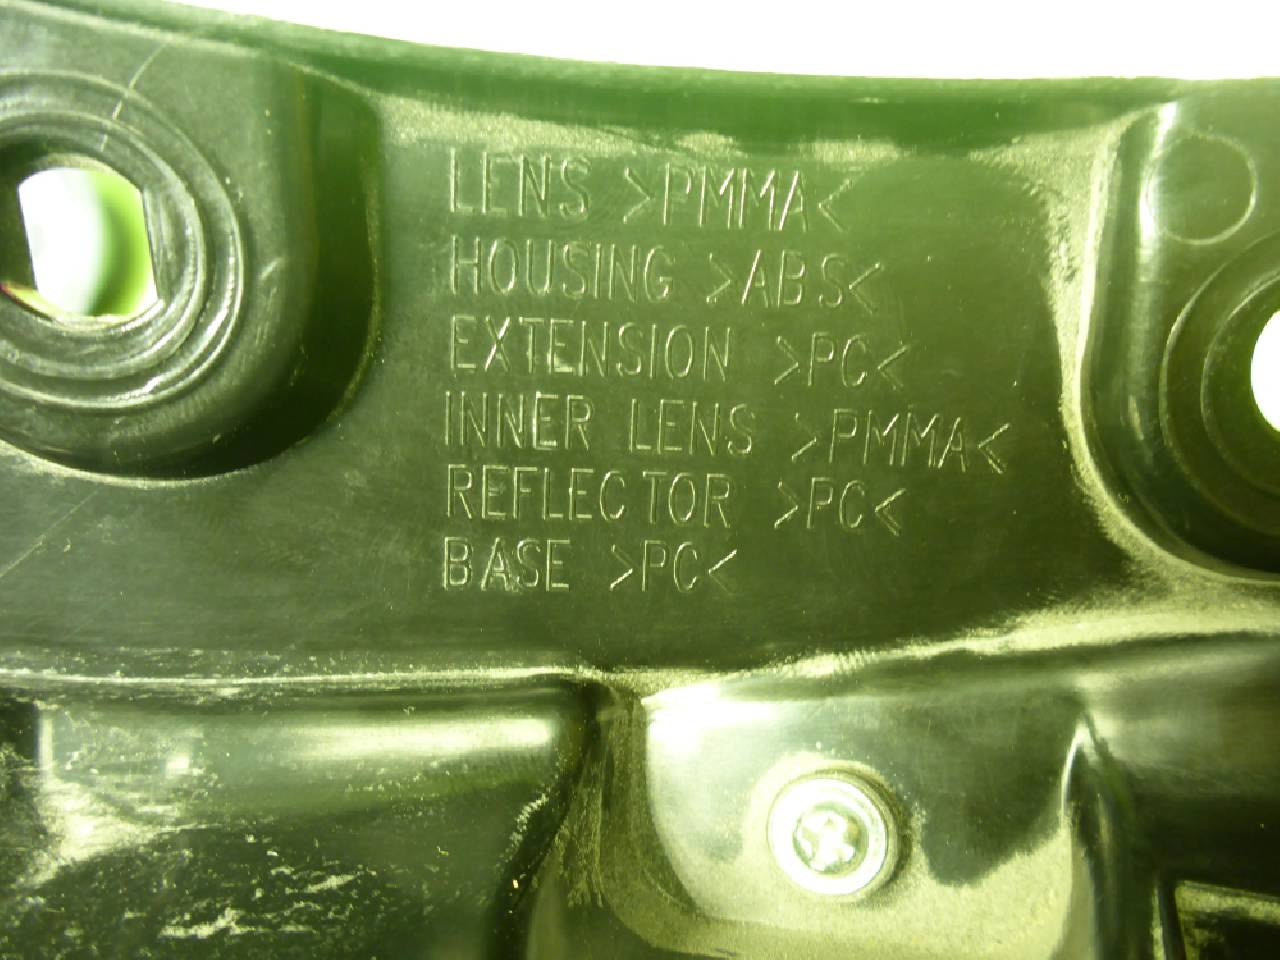 LENS >PMMA<
HOUSING >ABS<
EXTENSION >PC<
INNER LENS >PMMA<
REFLECTOR >PC<
BASE >PC<